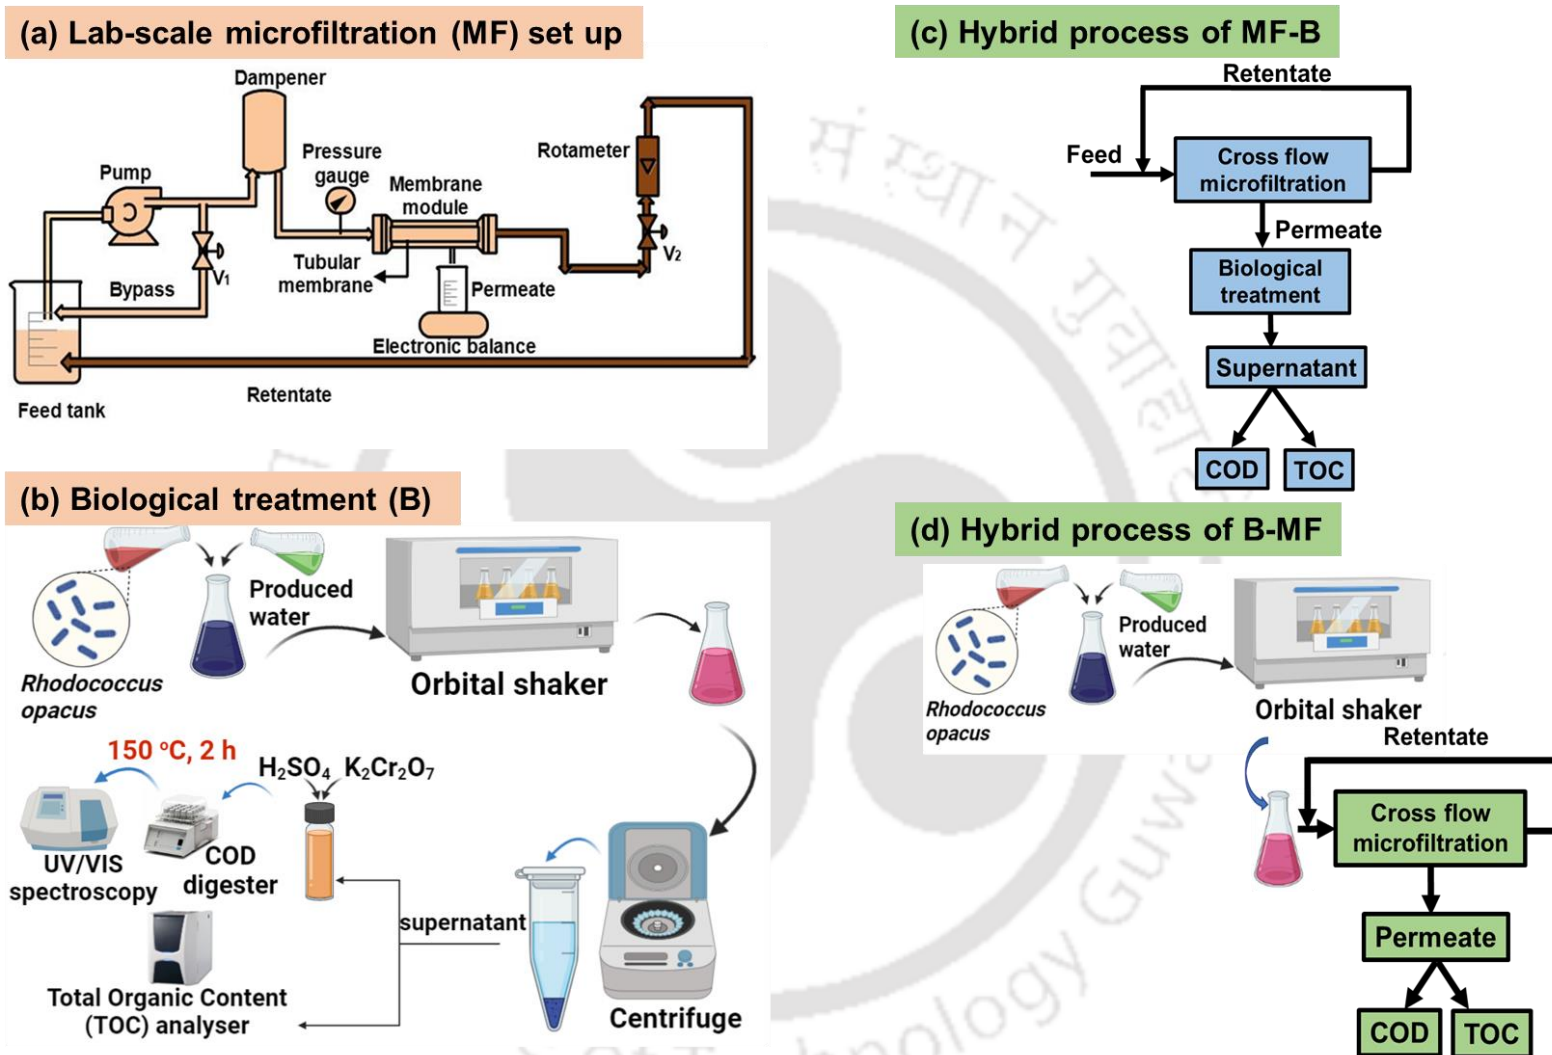 (a) Lab-scale microfiltration (MF) set up
Dampener
Pump
Pressure
gauge
Membrane
module
Rotameter
V1
V2
Tubular
membrane
Permeate
Bypass
Electronic balance
Retentate
Feed tank
(b) Biological treatment (B)
Produced
water
Rhodococcus
opacus
Orbital shaker
150 °C, 2 h
H₂SO₄ K₂Cr₂O₇
UV/VIS
spectroscopy
COD
digester
supernatant
Total Organic Content
(TOC) analyser
Centrifuge
(c) Hybrid process of MF-B
Retentate
Feed
Cross flow
microfiltration
Permeate
Biological
treatment
Supernatant
COD TOC
(d) Hybrid process of B-MF
Produced
water
Rhodococcus
opacus
Orbital shaker
Retentate
Cross flow
microfiltration
Permeate
COD TOC
nology Guwa